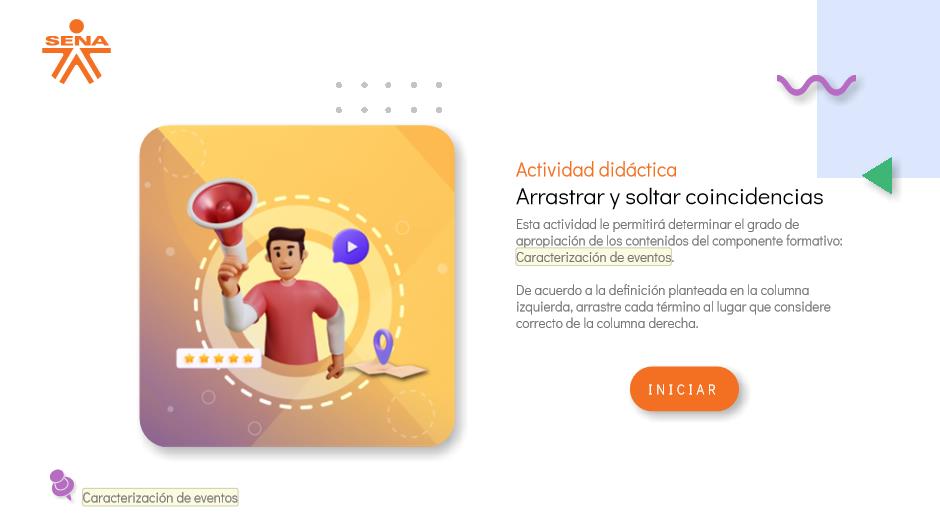 SENA
Actividad didáctica
Arrastrar y soltar coincidencias
Esta actividad le permitirá determinar el grado de
apropiación de los contenidos del componente formativo:
Caracterización de eventos.
De acuerdo a la definición planteada en la columna
izquierda, arrastre cada término al lugar que considere
correcto de la columna derecha.
INICIAR
Caracterización de eventos